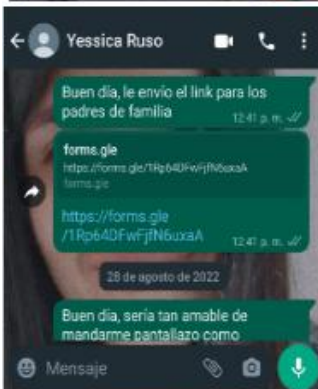 Yessica Ruso
Buen día, le envío el link para los
padres de familia
12:41 p. m.
forms.gle
https://forms.gle/1Rp64DFwFjfN6uxaA
forms.gle
https://forms.gle
/1Rp64DFwFjfN6uxaA
12:41 p. m.
28 de agosto de 2022
Buen día, sería tan amable de
mandarme pantallazo como
Mensaje